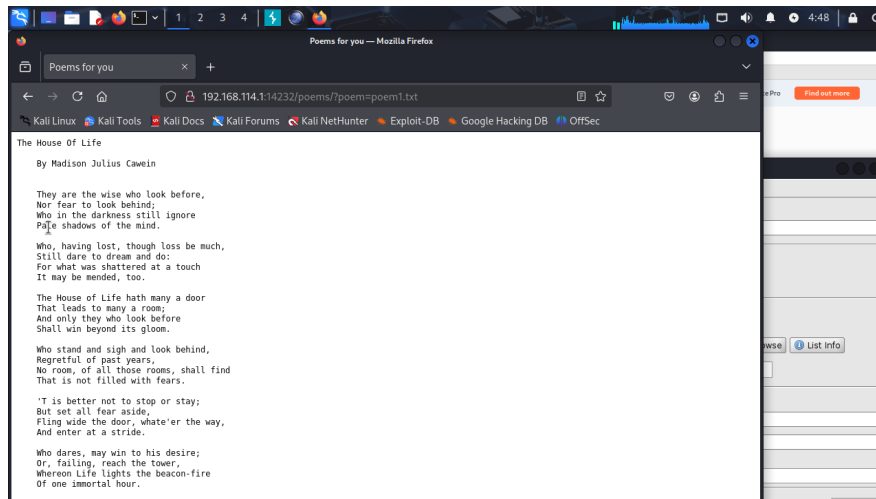 1 2 3 4 4:48
Poems for you — Mozilla Firefox
Poems for you
192.168.114.1:14232/poems/?poem=poem1.txt
Kali Linux Kali Tools Kali Docs Kali Forums Kali NetHunter Exploit-DB Google Hacking DB OffSec
The House Of Life
By Madison Julius Cawein
They are the wise who look before,
Nor fear to look behind;
Who in the darkness still ignore
Pale shadows of the mind.
Who, having lost, though loss be much,
Still dare to dream and do:
For what was shattered at a touch
It may be mended, too.
The House of Life hath many a door
That leads to many a room;
And only they who look before
Shall win beyond its gloom.
Who stand and sigh and look behind,
Regretful of past years,
No room, of all those rooms, shall find
That is not filled with fears.
'T is better not to stop or stay;
But set all fear aside,
Fling wide the door, whate'er the way,
And enter at a stride.
Who dares, may win to his desire;
Or, failing, reach the tower,
Whereon Life lights the beacon-fire
Of one immortal hour.
Pro Find out more
List Info